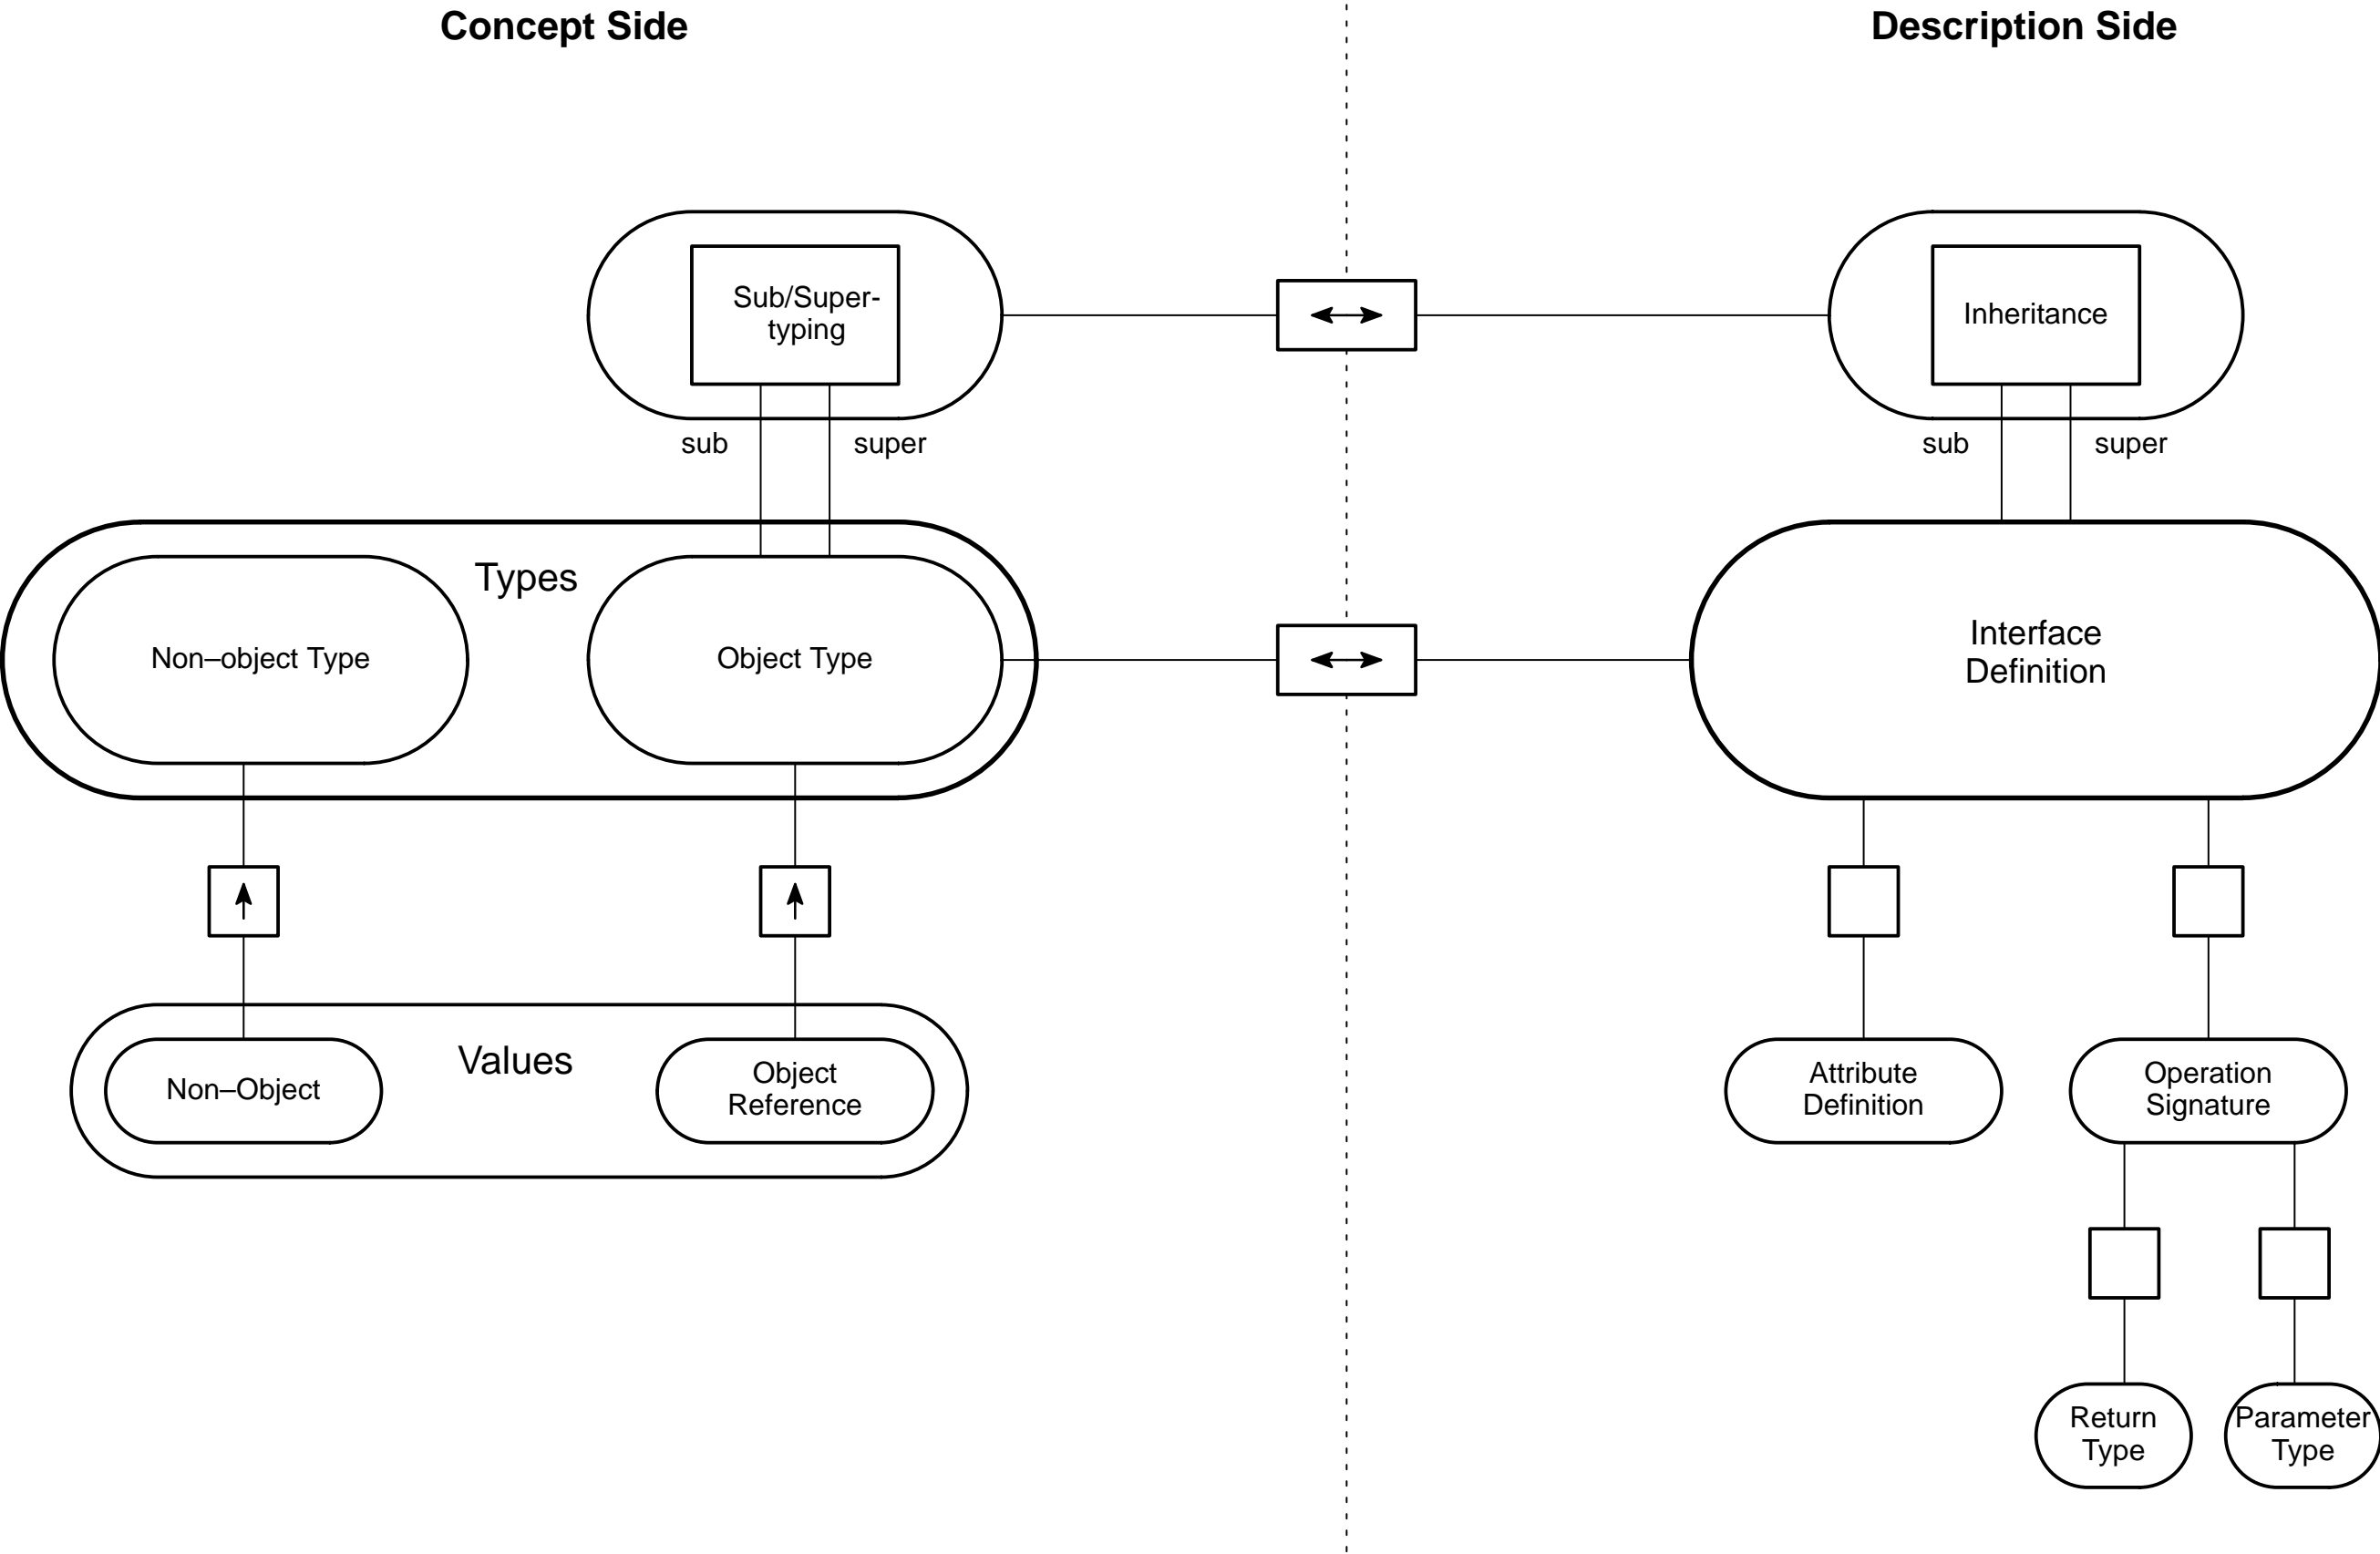 Concept Side
Description Side
Sub/Super-
typing
Inheritance
sub
super
sub
super
Types
Non–object Type
Object Type
Interface
Definition
Values
Non–Object
Object
Reference
Attribute
Definition
Operation
Signature
Return
Type
Parameter
Type